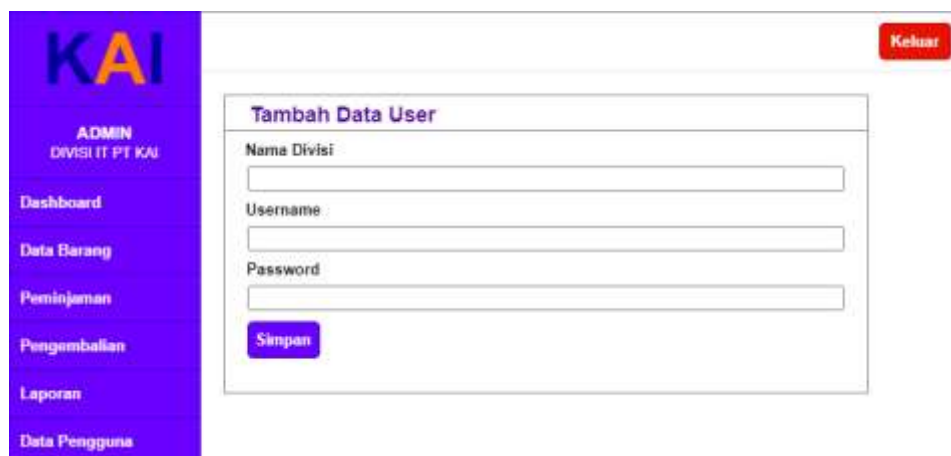 KAI
Keluar
ADMIN
DIVISI IT PT KAI
Dashboard
Data Barang
Peminjaman
Pengembalian
Laporan
Data Pengguna
Tambah Data User
Nama Divisi
Username
Password
Simpan